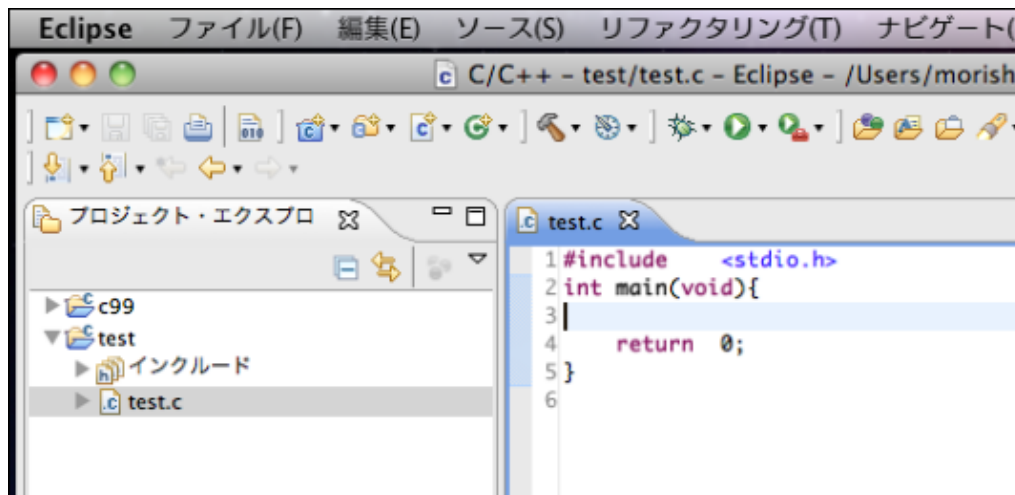 Eclipse ファイル(F) 編集(E) ソース(S) リファクタリング(T) ナビゲート(
C/C++ – test/test.c – Eclipse – /Users/morish
プロジェクト・エクスプロ
test.c
c99
test
インクルード
test.c
1 #include <stdio.h>
2 int main(void){
3
4 return 0;
5 }
6